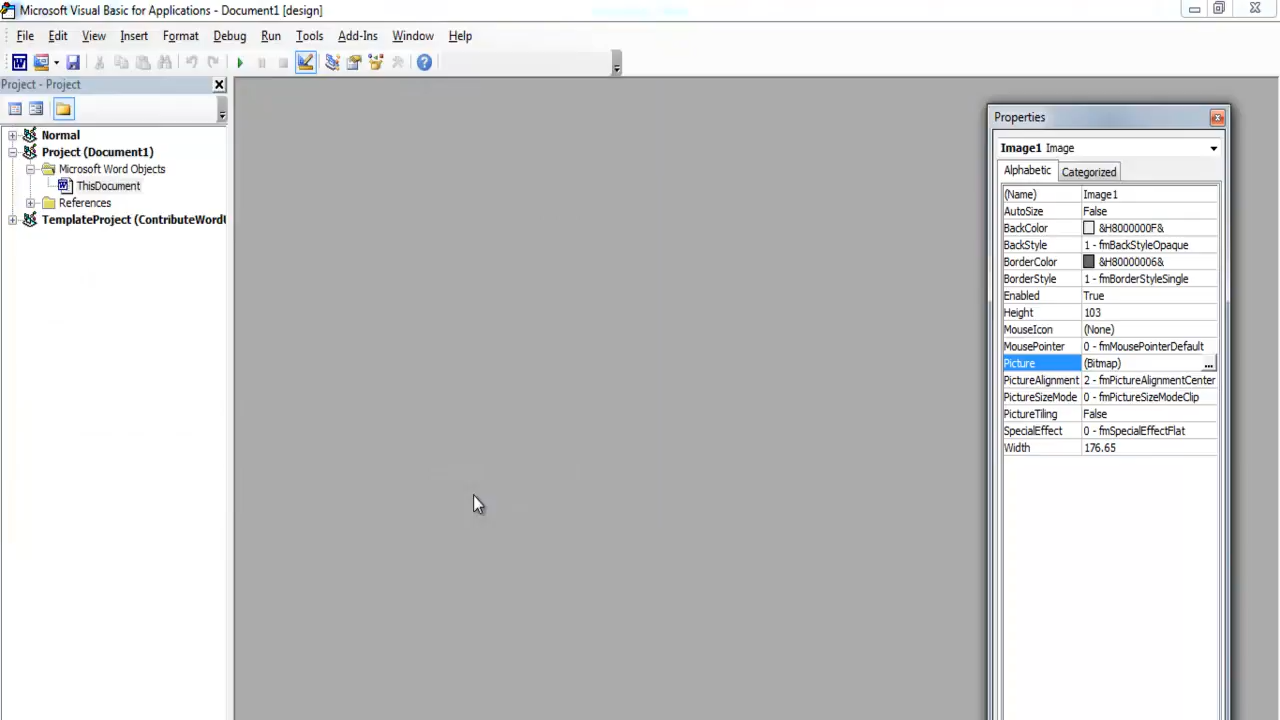 Microsoft Visual Basic for Applications - Document1 [design]
File Edit View Insert Format Debug Run Tools Add-Ins Window Help
Project - Project
Normal
Project (Document1)
Microsoft Word Objects
ThisDocument
References
TemplateProject (ContributeWordU
Properties
Image1 Image
Alphabetic Categorized
(Name) Image1
AutoSize False
BackColor &H8000000F&
BackStyle 1 - fmBackStyleOpaque
BorderColor &H80000006&
BorderStyle 1 - fmBorderStyleSingle
Enabled True
Height 103
MouseIcon (None)
MousePointer 0 - fmMousePointerDefault
Picture (Bitmap) ...
PictureAlignment 2 - fmPictureAlignmentCenter
PictureSizeMode 0 - fmPictureSizeModeClip
PictureTiling False
SpecialEffect 0 - fmSpecialEffectFlat
Width 176.65